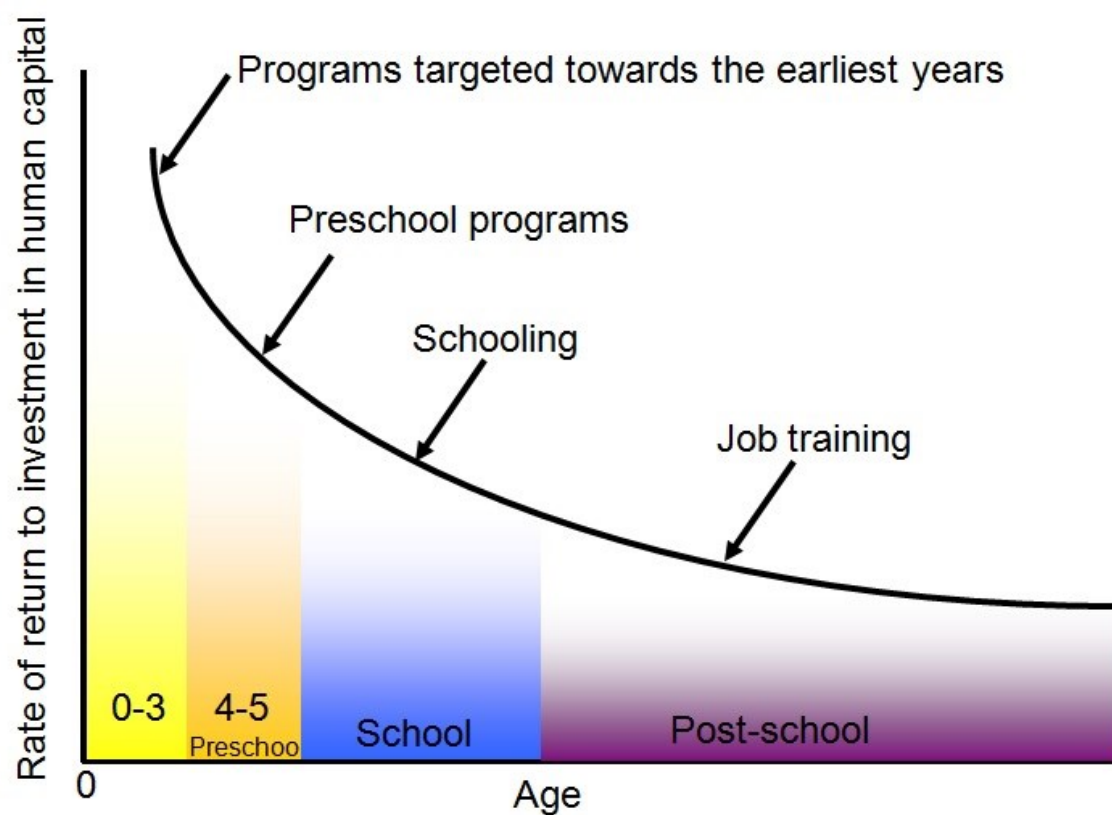 Rate of return to investment in human capital
Programs targeted towards the earliest years
Preschool programs
Schooling
Job training
0-3
4-5
Preschoo
School
Post-school
0
Age